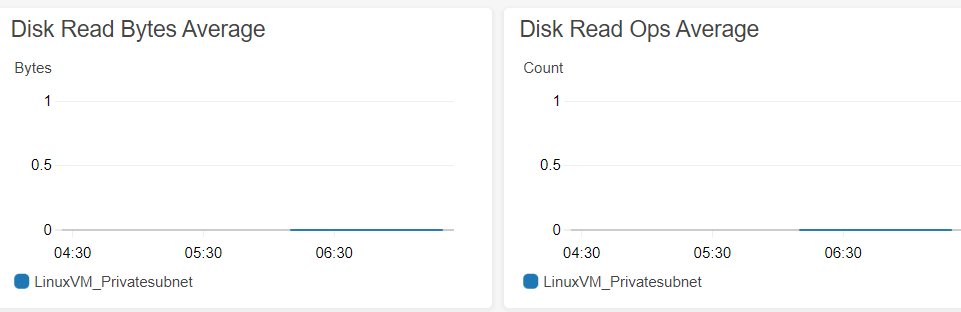 Disk Read Bytes Average
Bytes
1
0.5
0
04:30 05:30 06:30
LinuxVM_Privatesubnet
Disk Read Ops Average
Count
1
0.5
0
04:30 05:30 06:30
LinuxVM_Privatesubnet